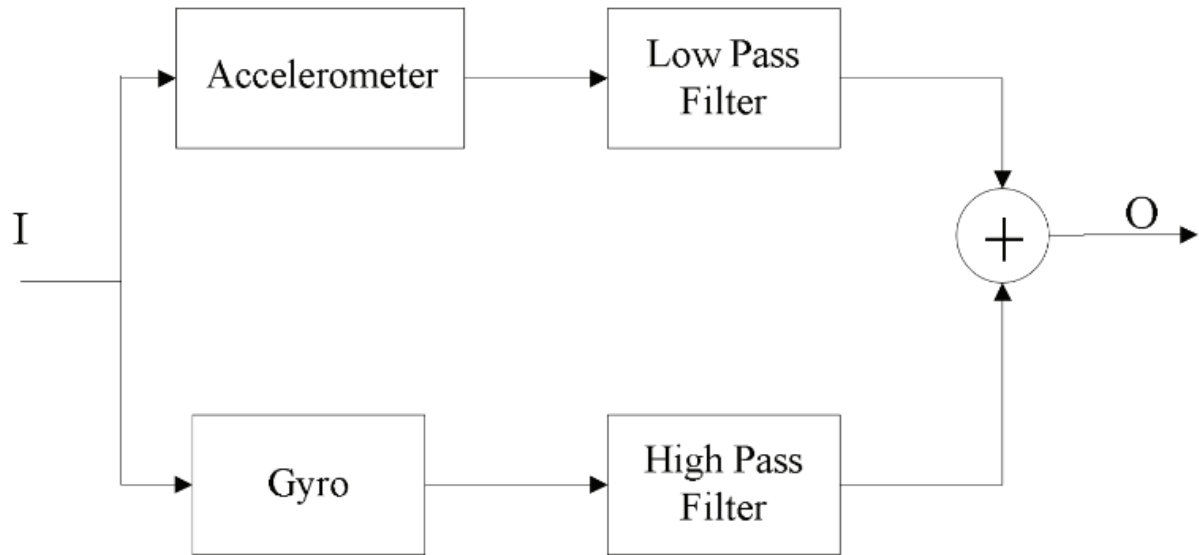 Accelerometer
Low Pass
Filter
I
+
O
Gyro
High Pass
Filter